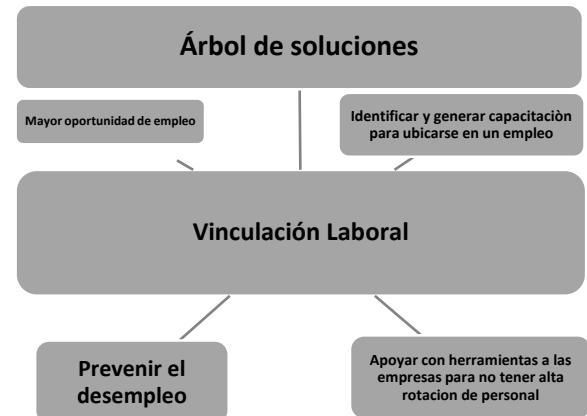 Árbol de soluciones
Mayor oportunidad de empleo
Identificar y generar capacitaciòn
para ubicarse en un empleo
Vinculación Laboral
Prevenir el
desempleo
Apoyar con herramientas a las
empresas para no tener alta
rotacion de personal